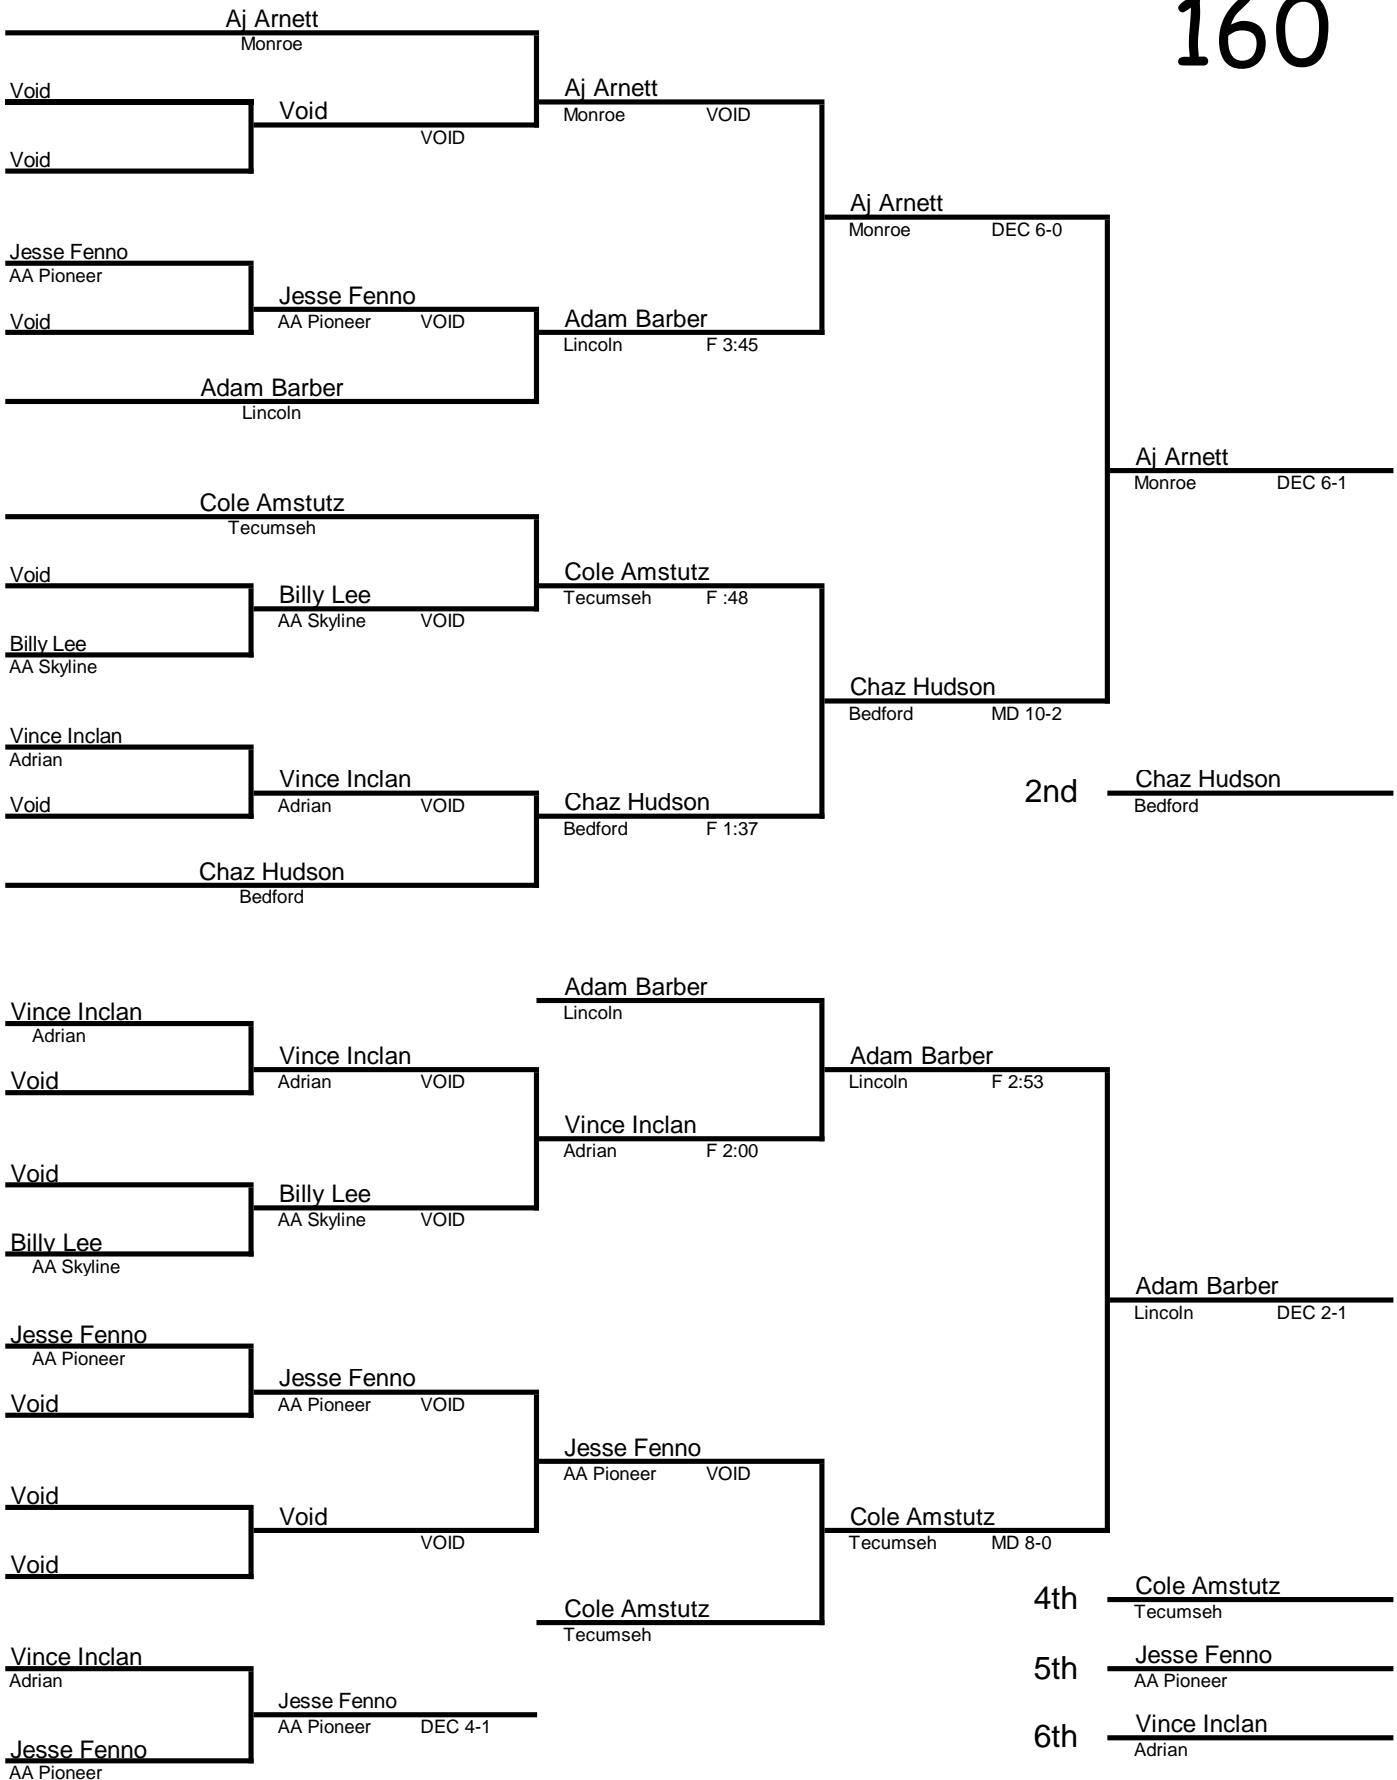 160
Aj Arnett
Monroe
Void
Void
VOID
Void
Aj Arnett
Monroe VOID
Jesse Fenno
AA Pioneer
Void
Jesse Fenno
AA Pioneer VOID
Adam Barber
Lincoln
Adam Barber
Lincoln F 3:45
Aj Arnett
Monroe DEC 6-0
Cole Amstutz
Tecumseh
Void
Billy Lee
AA Skyline
Billy Lee
AA Skyline VOID
Cole Amstutz
Tecumseh F :48
Vince Inclan
Adrian
Void
Vince Inclan
Adrian VOID
Chaz Hudson
Bedford
Chaz Hudson
Bedford F 1:37
Chaz Hudson
Bedford MD 10-2
Aj Arnett
Monroe DEC 6-1
2nd Chaz Hudson
Bedford
Vince Inclan
Adrian
Void
Vince Inclan
Adrian VOID
Void
Billy Lee
AA Skyline
Billy Lee
AA Skyline VOID
Adam Barber
Lincoln
Vince Inclan
Adrian F 2:00
Adam Barber
Lincoln F 2:53
Jesse Fenno
AA Pioneer
Void
Jesse Fenno
AA Pioneer VOID
Void
Void
Void
VOID
Jesse Fenno
AA Pioneer VOID
Cole Amstutz
Tecumseh
Cole Amstutz
Tecumseh MD 8-0
Adam Barber
Lincoln DEC 2-1
Vince Inclan
Adrian
Jesse Fenno
AA Pioneer
Jesse Fenno
AA Pioneer DEC 4-1
4th Cole Amstutz
Tecumseh
5th Jesse Fenno
AA Pioneer
6th Vince Inclan
Adrian